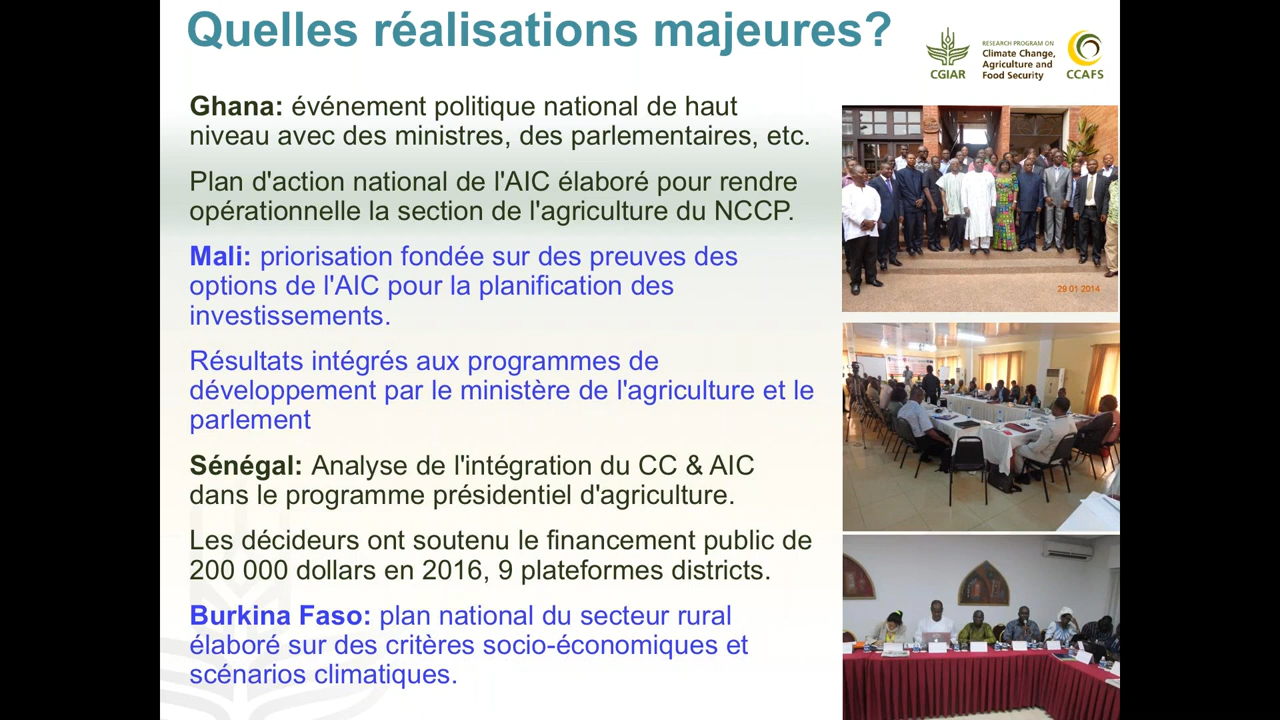 Quelles réalisations majeures?
CGIAR
RESEARCH PROGRAM ON
Climate Change,
Agriculture and
Food Security
CCAFS
Ghana: événement politique national de haut
niveau avec des ministres, des parlementaires, etc.
Plan d'action national de l'AIC élaboré pour rendre
opérationnelle la section de l'agriculture du NCCP.
Mali: priorisation fondée sur des preuves des
options de l'AIC pour la planification des
investissements.
Résultats intégrés aux programmes de
développement par le ministère de l'agriculture et le
parlement
Sénégal: Analyse de l'intégration du CC & AIC
dans le programme présidentiel d'agriculture.
Les décideurs ont soutenu le financement public de
200 000 dollars en 2016, 9 plateformes districts.
Burkina Faso: plan national du secteur rural
élaboré sur des critères socio-économiques et
scénarios climatiques.
29 01 2014